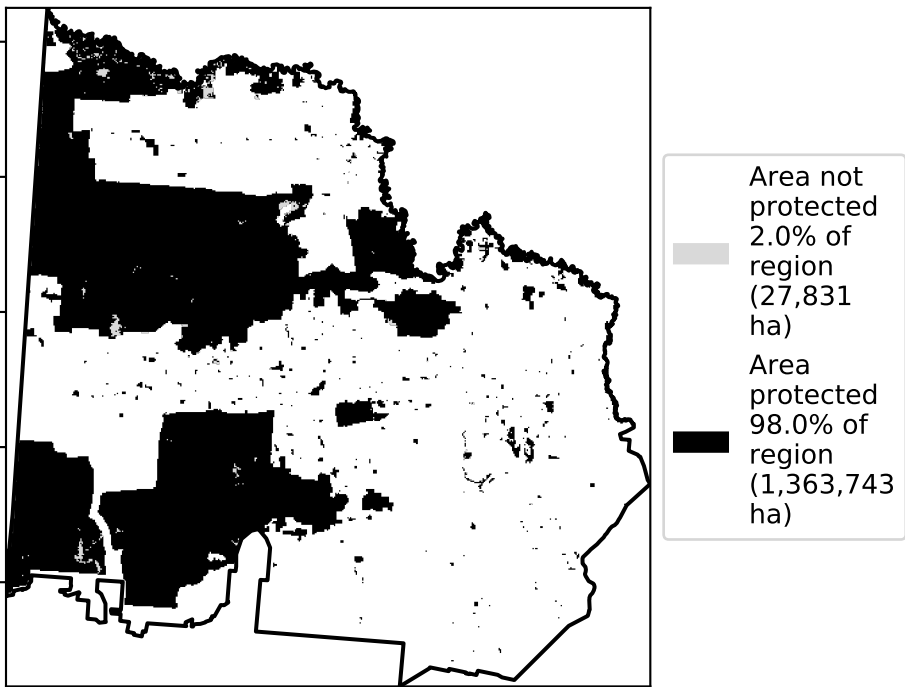 Area not
protected
2.0% of
region
(27,831
ha)
Area
protected
98.0% of
region
(1,363,743
ha)